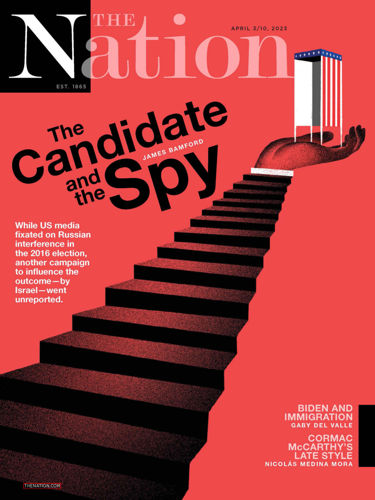 THE
Nation
APRIL 3/10, 2023
EST. 1865
The
Candidate
and
the
Spy
JAMES BAMFORD
While US media
fixated on Russian
interference in
the 2016 election,
another campaign
to influence the
outcome—by
Israel—went
unreported.
BIDEN AND
IMMIGRATION
GABY DEL VALLE
CORMAC
McCARTHY'S
LATE STYLE
NICOLÁS MEDINA MORA
THENATION.COM